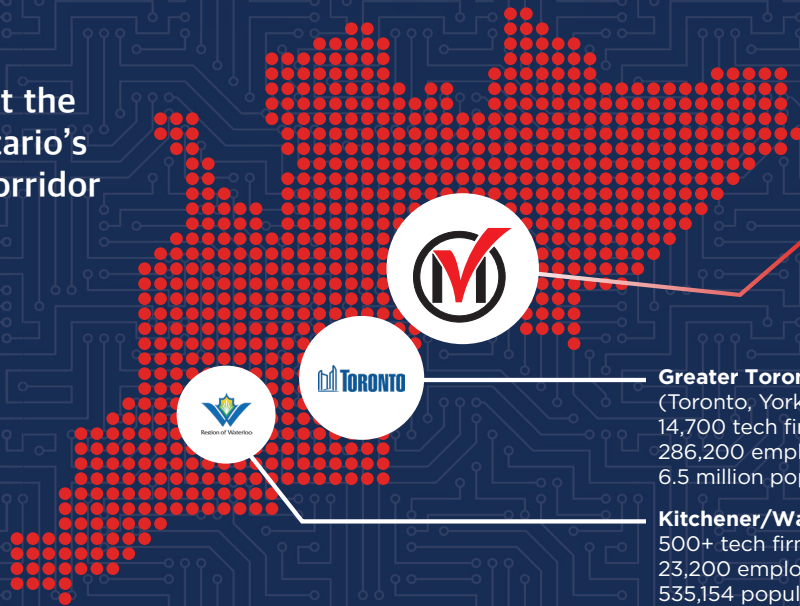 t the
tario's
orridor
TORONTO
Region of Waterloo
Greater Toron
(Toronto, York
14,700 tech fir
286,200 empl
6.5 million pop
Kitchener/Wa
500+ tech firm
23,200 emplo
535,154 popul